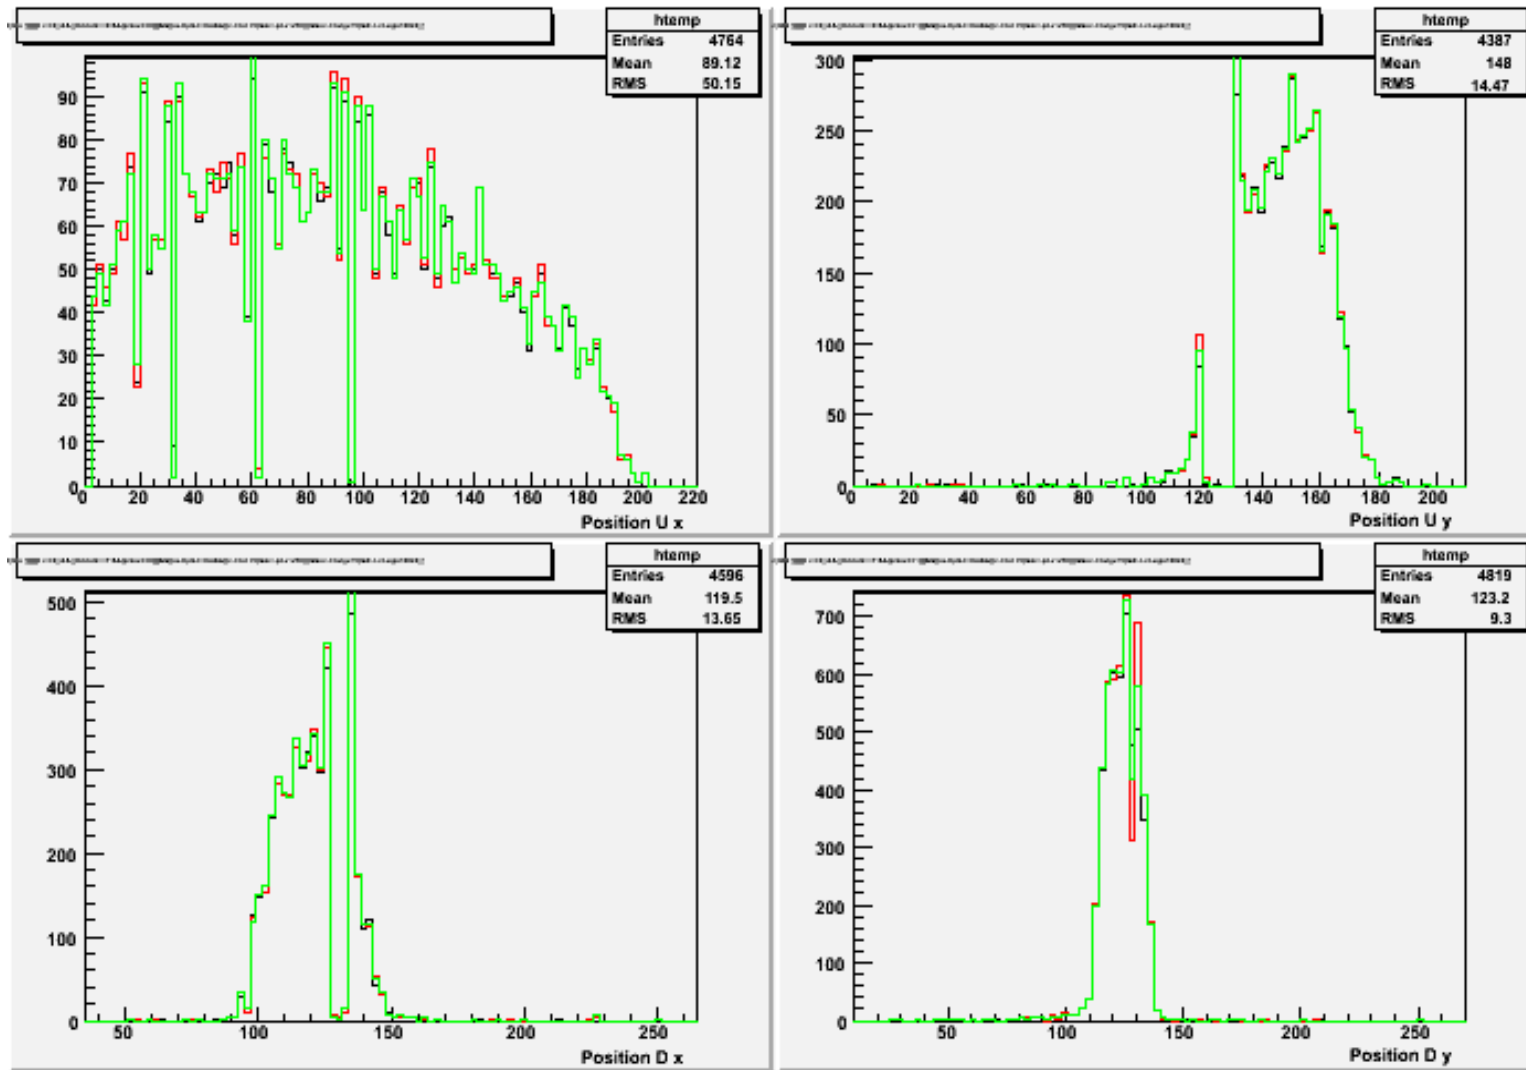 htemp
Entries 4764
Mean 89.12
RMS 50.15
90
80
70
60
50
40
30
20
10
0
0 20 40 60 80 100 120 140 160 180 200 220
Position U x
htemp
Entries 4387
Mean 148
RMS 14.47
300
250
200
150
100
50
0
0 20 40 60 80 100 120 140 160 180 200
Position U y
htemp
Entries 4596
Mean 119.5
RMS 13.65
500
400
300
200
100
0
50 100 150 200 250
Position D x
htemp
Entries 4819
Mean 123.2
RMS 9.3
700
600
500
400
300
200
100
0
50 100 150 200 250
Position D y